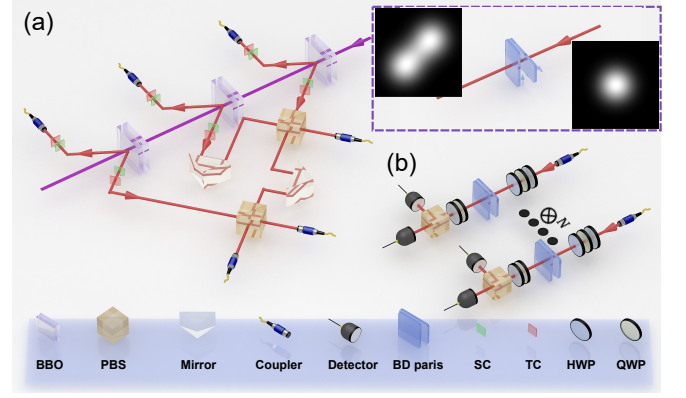 (a)
(b)
N
BBO PBS Mirror Coupler Detector BD paris SC TC HWP QWP